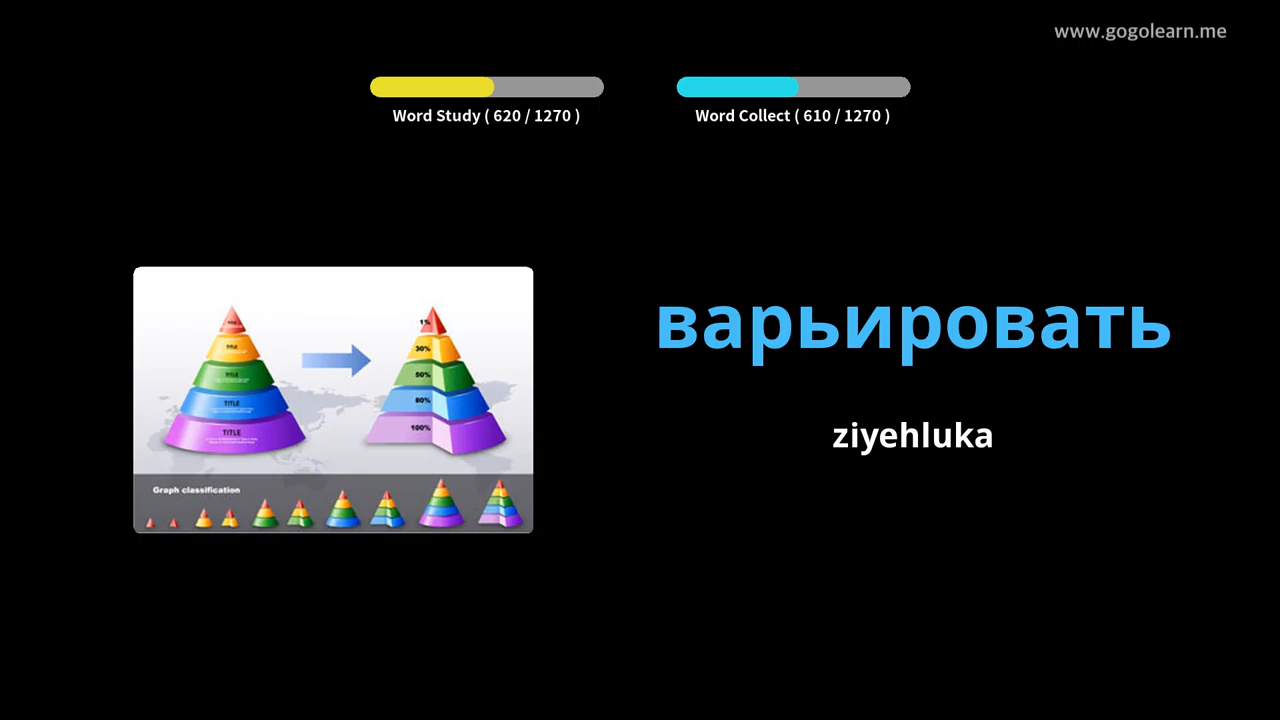 www.gogolearn.me
Word Study ( 620 / 1270 )
Word Collect ( 610 / 1270 )
варьировать
ziyehluka
TITLE
TITLE
TITLE
TITLE
1%
30%
50%
80%
100%
Graph classification